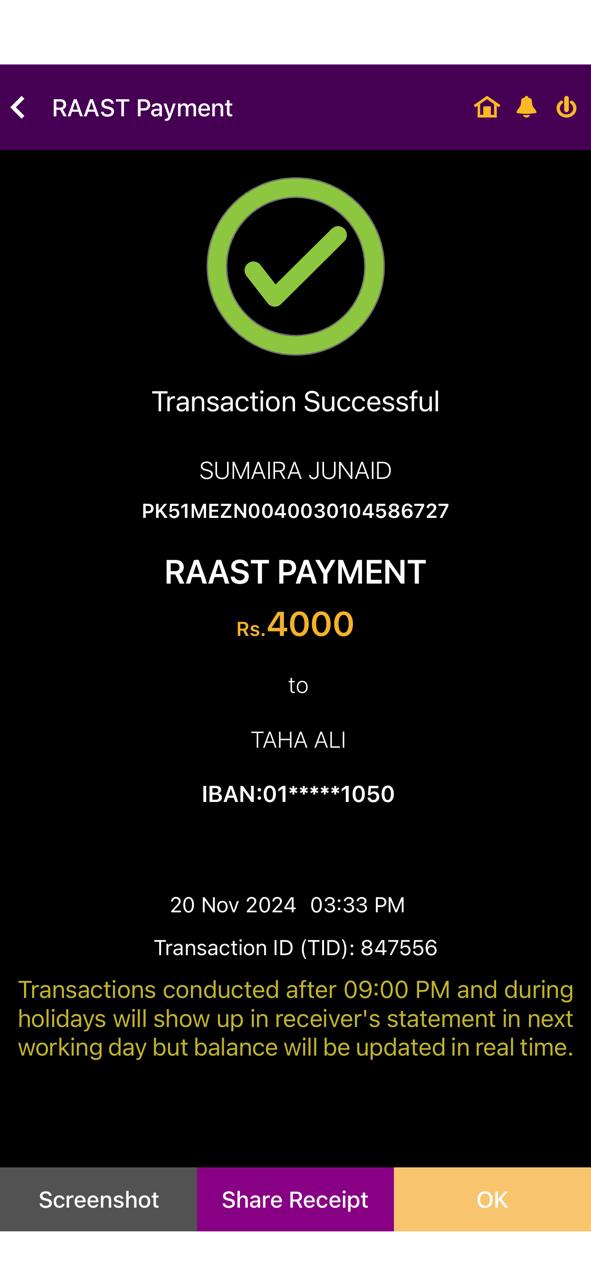 RAAST Payment
Transaction Successful
SUMAIRA JUNAID
PK51MEZN0040030104586727
RAAST PAYMENT
Rs.4000
to
TAHA ALI
IBAN:01*****1050
20 Nov 2024 03:33 PM
Transaction ID (TID): 847556
Transactions conducted after 09:00 PM and during
holidays will show up in receiver's statement in next
working day but balance will be updated in real time.
Screenshot Share Receipt OK